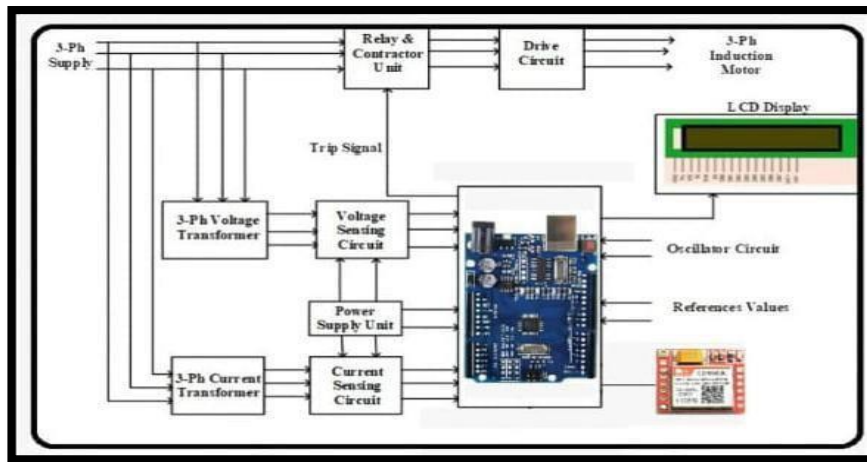 3-Ph
Supply
Relay &
Contractor
Unit
Drive
Circuit
3-Ph
Induction
Motor
LCD Display
Trip Signal
3-Ph Voltage
Transformer
Voltage
Sensing
Circuit
Oscillator Circuit
Power
Supply Unit
References Values
3-Ph Current
Transformer
Current
Sensing
Circuit